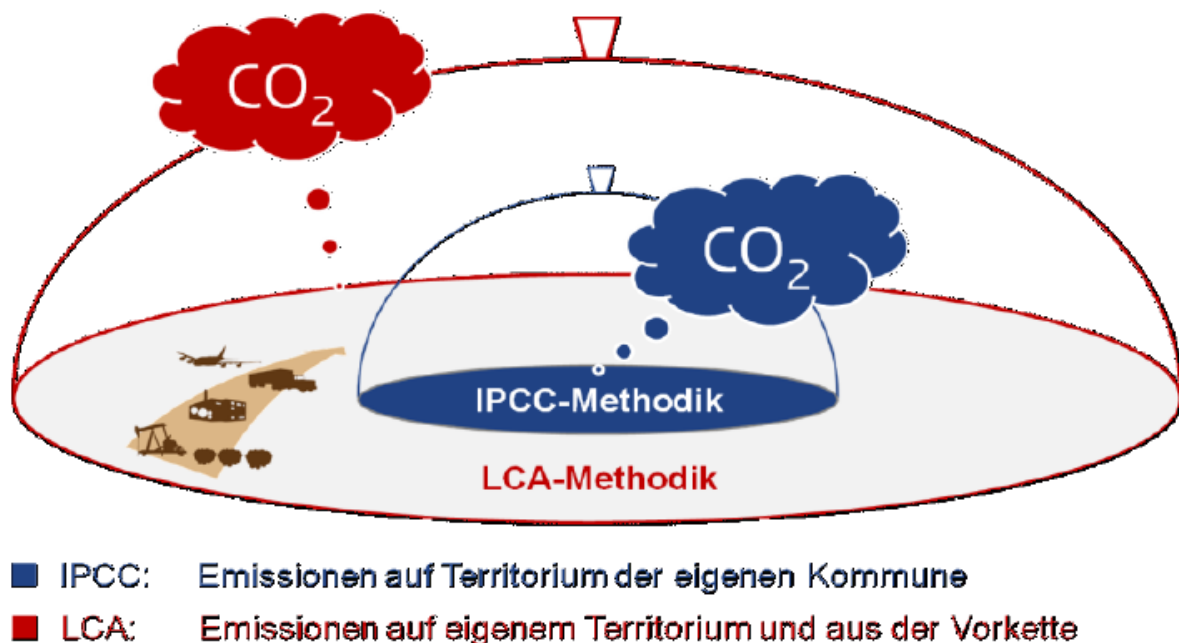 CO₂
CO₂
IPCC-Methodik
LCA-Methodik
IPCC: Emissionen auf Territorium der eigenen Kommune
LCA: Emissionen auf eigenem Territorium und aus der Vorkette